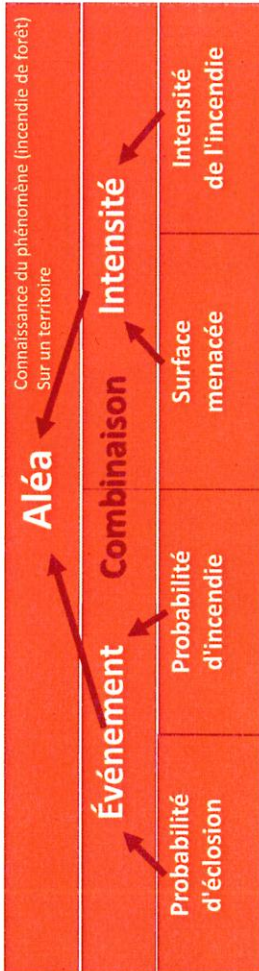 Aléa
Connaissance du phénomène (incendie de forêt)
Sur un territoire
Événement
Combinaison
Intensité
Probabilité
d'éclosion
Probabilité
d'incendie
Surface
menacée
Intensité
de l'incendie